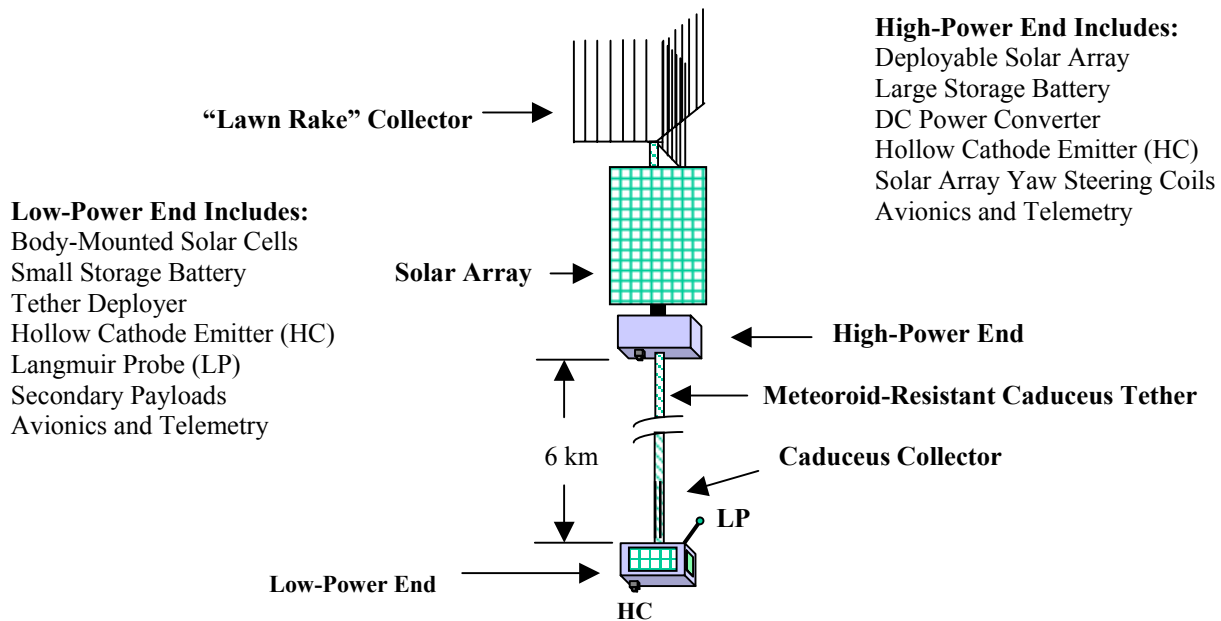 High-Power End Includes:
Deployable Solar Array
Large Storage Battery
DC Power Converter
Hollow Cathode Emitter (HC)
Solar Array Yaw Steering Coils
Avionics and Telemetry
“Lawn Rake” Collector
Low-Power End Includes:
Body-Mounted Solar Cells
Small Storage Battery
Tether Deployer
Hollow Cathode Emitter (HC)
Langmuir Probe (LP)
Secondary Payloads
Avionics and Telemetry
Solar Array
High-Power End
Meteoroid-Resistant Caduceus Tether
6 km
Caduceus Collector
LP
Low-Power End
HC